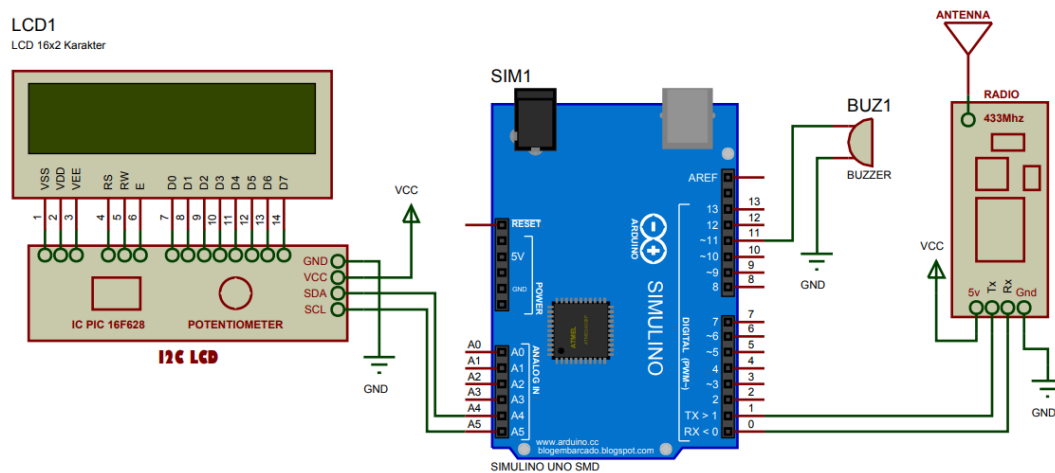 LCD1
LCD 16x2 Karakter
VSS
VDD
VEE
RS
RW
E
D0
D1
D2
D3
D4
D5
D6
D7
1
2
3
4
5
6
7
8
9
10
11
12
13
14
GND
VCC
SDA
SCL
IC PIC 16F628
POTENTIOMETER
I2C LCD
VCC
GND
SIM1
RESET
5V
GND
POWER
A0
A1
A2
A3
A4
A5
A0
A1
A2
A3
A4
A5
ANALOG IN
ARDUINO
SIMULINO
ATMEL
AREF
13
12
~11
~10
~9
8
7
~6
~5
4
~3
2
TX > 1
RX < 0
DIGITAL (PWM~)
13
12
11
10
9
8
7
6
5
4
3
2
1
0
www.arduino.cc
blogembarcado.blogspot.com
SIMULINO UNO SMD
BUZ1
BUZZER
GND
ANTENNA
RADIO
433Mhz
VCC
5v
Tx
Rx
Gnd
GND